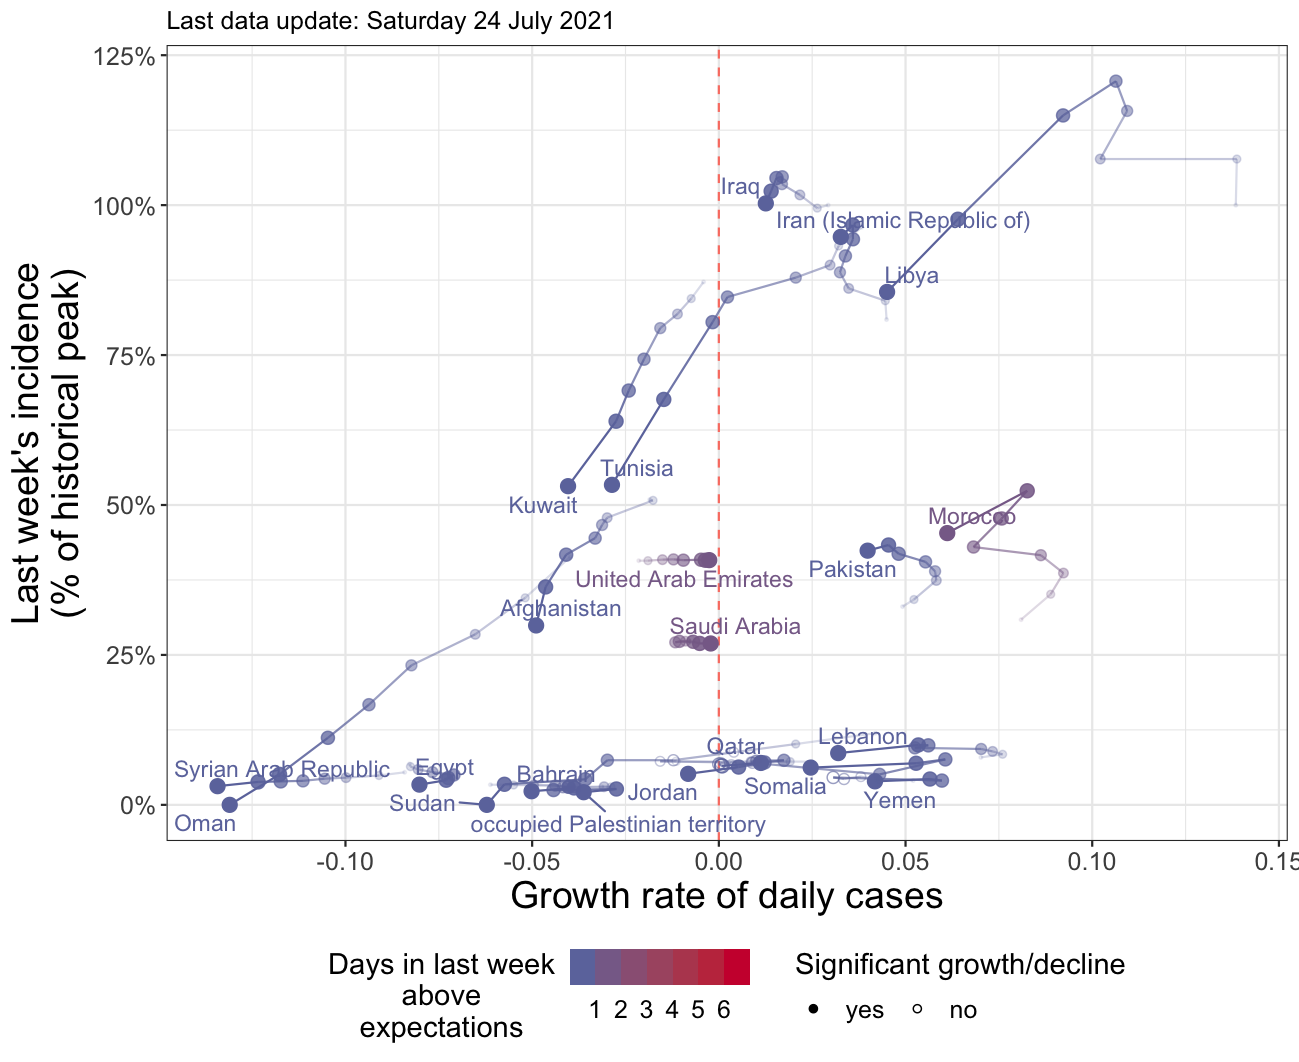 Last data update: Saturday 24 July 2021
125%
100%
75%
50%
25%
0%
Last week's incidence
(% of historical peak)
Iraq
Iran (Islamic Republic of)
Libya
Tunisia
Kuwait
Morocco
Pakistan
United Arab Emirates
Afghanistan
Saudi Arabia
Qatar
Lebanon
Syrian Arab Republic
Egypt
Bahrain
Somalia
Jordan
Yemen
Sudan
Oman
occupied Palestinian territory
-0.10
-0.05
0.00
0.05
0.10
0.15
Growth rate of daily cases
Days in last week
above
expectations
1 2 3 4 5 6
Significant growth/decline
yes no